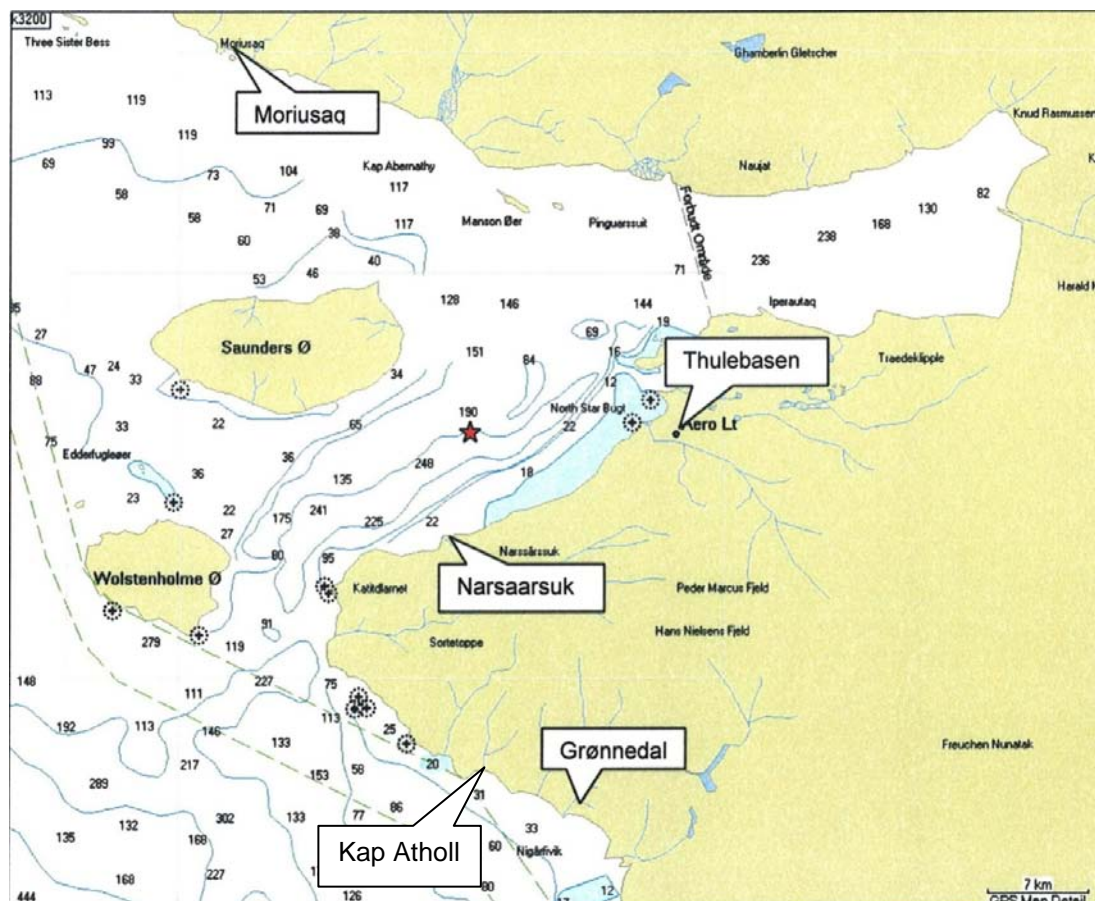 k3200
Three Sister Bess
Moriusaq
Ghamberlin Gletscher
113
119
Moriusaq
Knud Rasmussen
119
99
69
73
104
Kap Abernathy
Naujat
58
117
82
71
69
Manson Øer
Pinguarssuit
Forbudt Område
130
58
117
168
38
238
60
40
236
53
46
71
128
146
144
Iperautaq
Harald
27
19
69
Saunders Ø
151
16
Thulebasen
Traedeklipple
24
84
47
88
33
34
12
North Star Bugt
190
22
65
22
Aero Lt
33
75
Edderfugleøer
36
248
36
135
18
23
22
241
175
225
22
27
80
95
Narssârssuk
Wolstenholme Ø
Katitdlarnel
Narsaarsuk
Peder Marcus Fjeld
91
Hans Nielsens Fjeld
279
119
Sortetoppe
148
227
75
111
192
113
113
146
25
133
Grønnedal
Freuchen Nunatak
217
20
153
58
289
31
86
302
133
77
132
33
135
168
Kap Atholl
60
Nigârfivik
168
227
7 km
80
12
444
126
17
GPS Map Detail